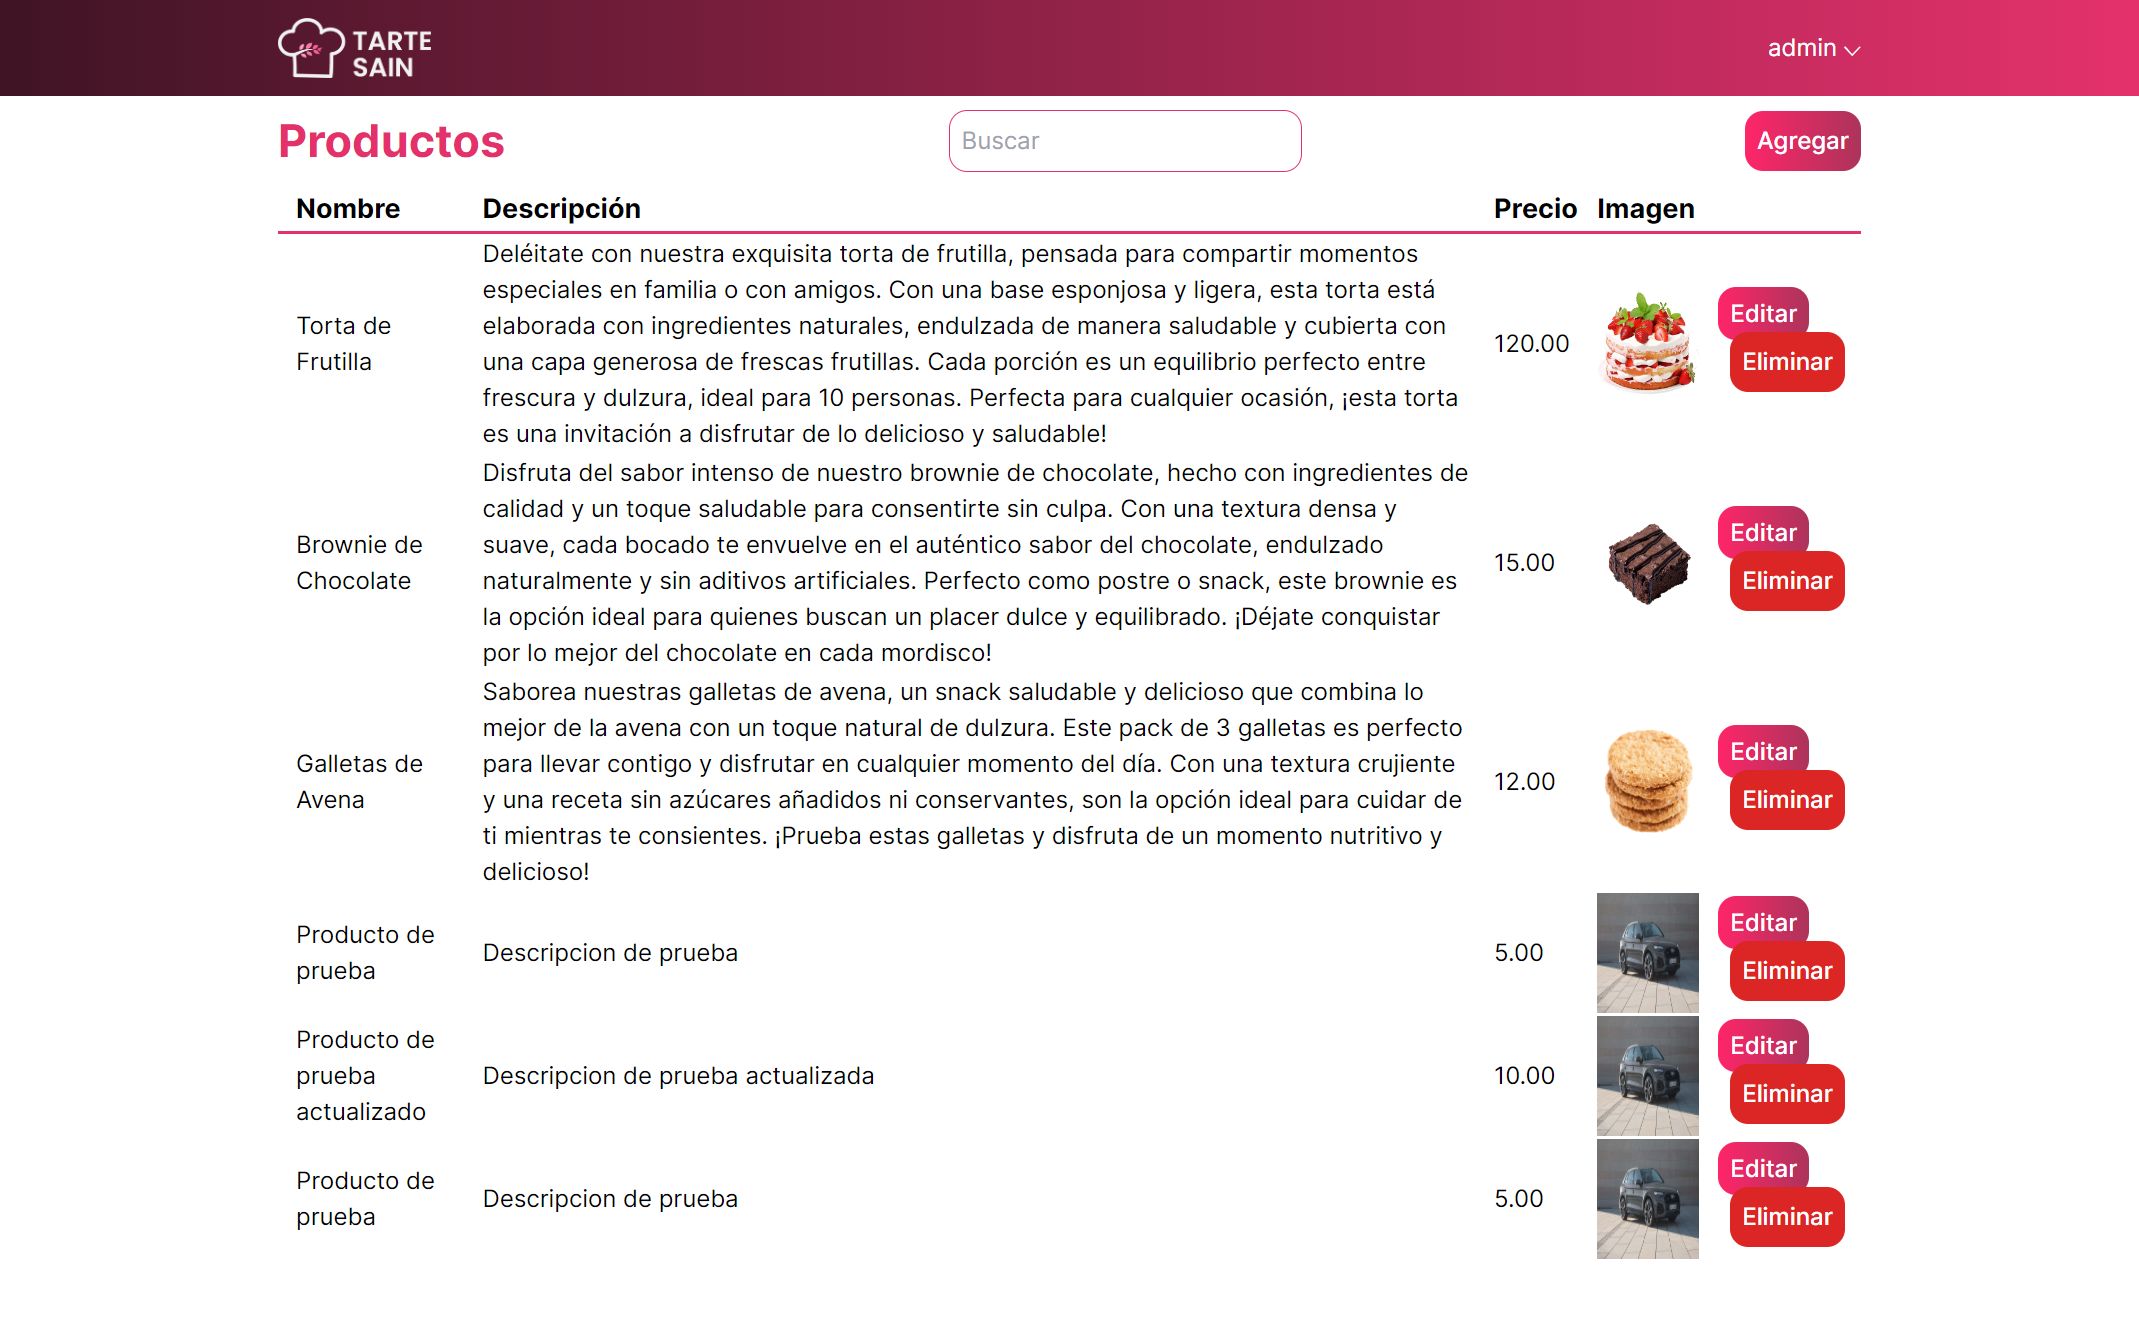 TARTE
SAIN
admin
Productos
Buscar
Agregar
Nombre Descripción Precio Imagen
Torta de
Frutilla
Deléitate con nuestra exquisita torta de frutilla, pensada para compartir momentos
especiales en familia o con amigos. Con una base esponjosa y ligera, esta torta está
elaborada con ingredientes naturales, endulzada de manera saludable y cubierta con
una capa generosa de frescas frutillas. Cada porción es un equilibrio perfecto entre
frescura y dulzura, ideal para 10 personas. Perfecta para cualquier ocasión, ¡esta torta
es una invitación a disfrutar de lo delicioso y saludable!
120.00
Editar
Eliminar
Brownie de
Chocolate
Disfruta del sabor intenso de nuestro brownie de chocolate, hecho con ingredientes de
calidad y un toque saludable para consentirte sin culpa. Con una textura densa y
suave, cada bocado te envuelve en el auténtico sabor del chocolate, endulzado
naturalmente y sin aditivos artificiales. Perfecto como postre o snack, este brownie es
la opción ideal para quienes buscan un placer dulce y equilibrado. ¡Déjate conquistar
por lo mejor del chocolate en cada mordisco!
15.00
Editar
Eliminar
Galletas de
Avena
Saborea nuestras galletas de avena, un snack saludable y delicioso que combina lo
mejor de la avena con un toque natural de dulzura. Este pack de 3 galletas es perfecto
para llevar contigo y disfrutar en cualquier momento del día. Con una textura crujiente
y una receta sin azúcares añadidos ni conservantes, son la opción ideal para cuidar de
ti mientras te consientes. ¡Prueba estas galletas y disfruta de un momento nutritivo y
delicioso!
12.00
Editar
Eliminar
Producto de
prueba
Descripcion de prueba
5.00
Editar
Eliminar
Producto de
prueba
actualizado
Descripcion de prueba actualizada
10.00
Editar
Eliminar
Producto de
prueba
Descripcion de prueba
5.00
Editar
Eliminar